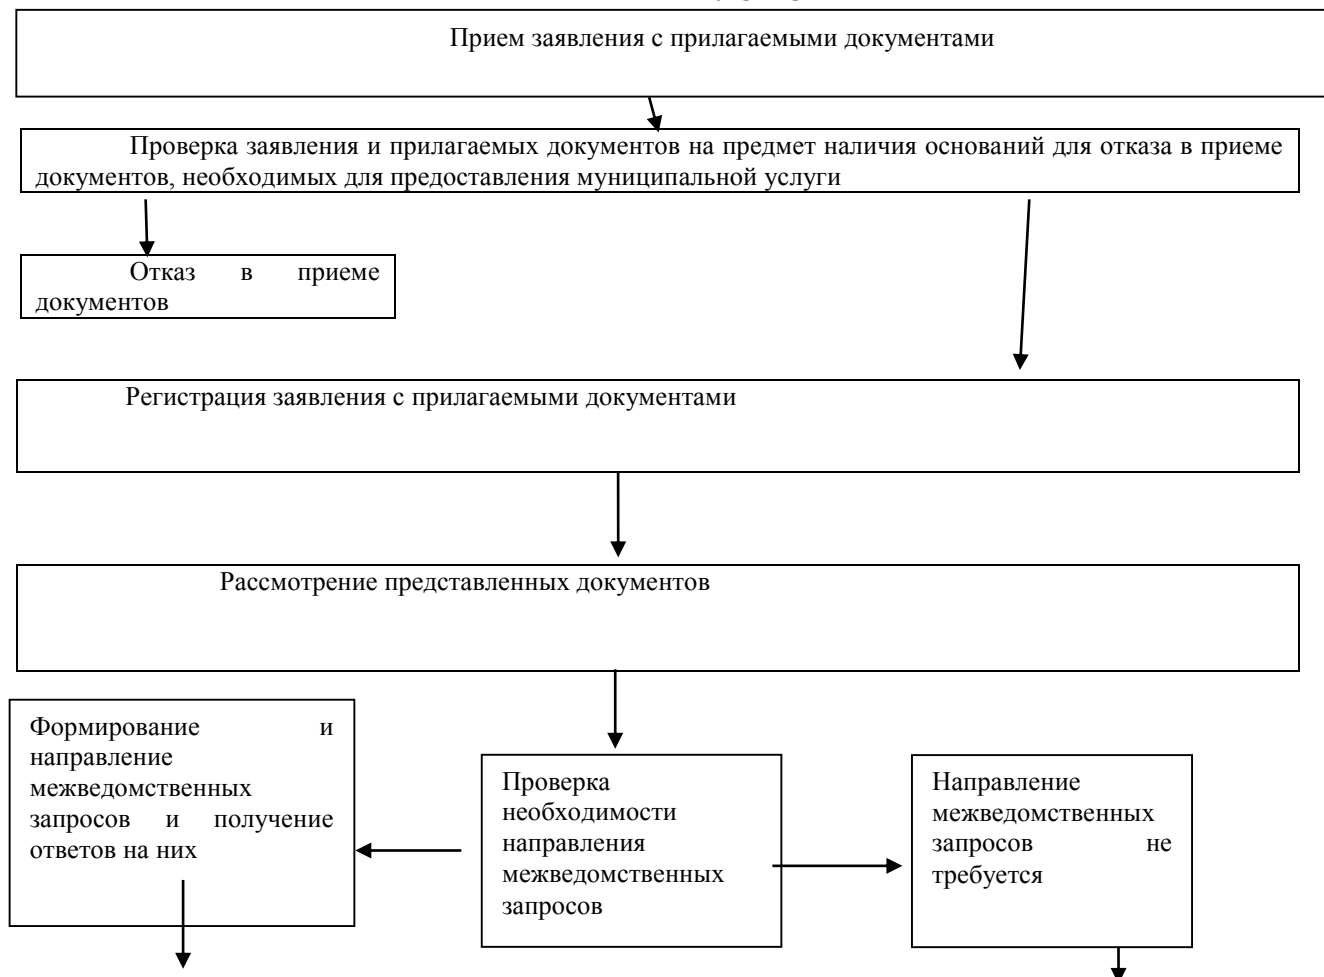 Прием заявления с прилагаемыми документами
Проверка заявления и прилагаемых документов на предмет наличия оснований для отказа в приеме
документов, необходимых для предоставления муниципальной услуги
Отказ в приеме
документов
Регистрация заявления с прилагаемыми документами
Рассмотрение представленных документов
Формирование и
направление
межведомственных
запросов и получение
ответов на них
Проверка
необходимости
направления
межведомственных
запросов
Направление
межведомственных
запросов не
требуется